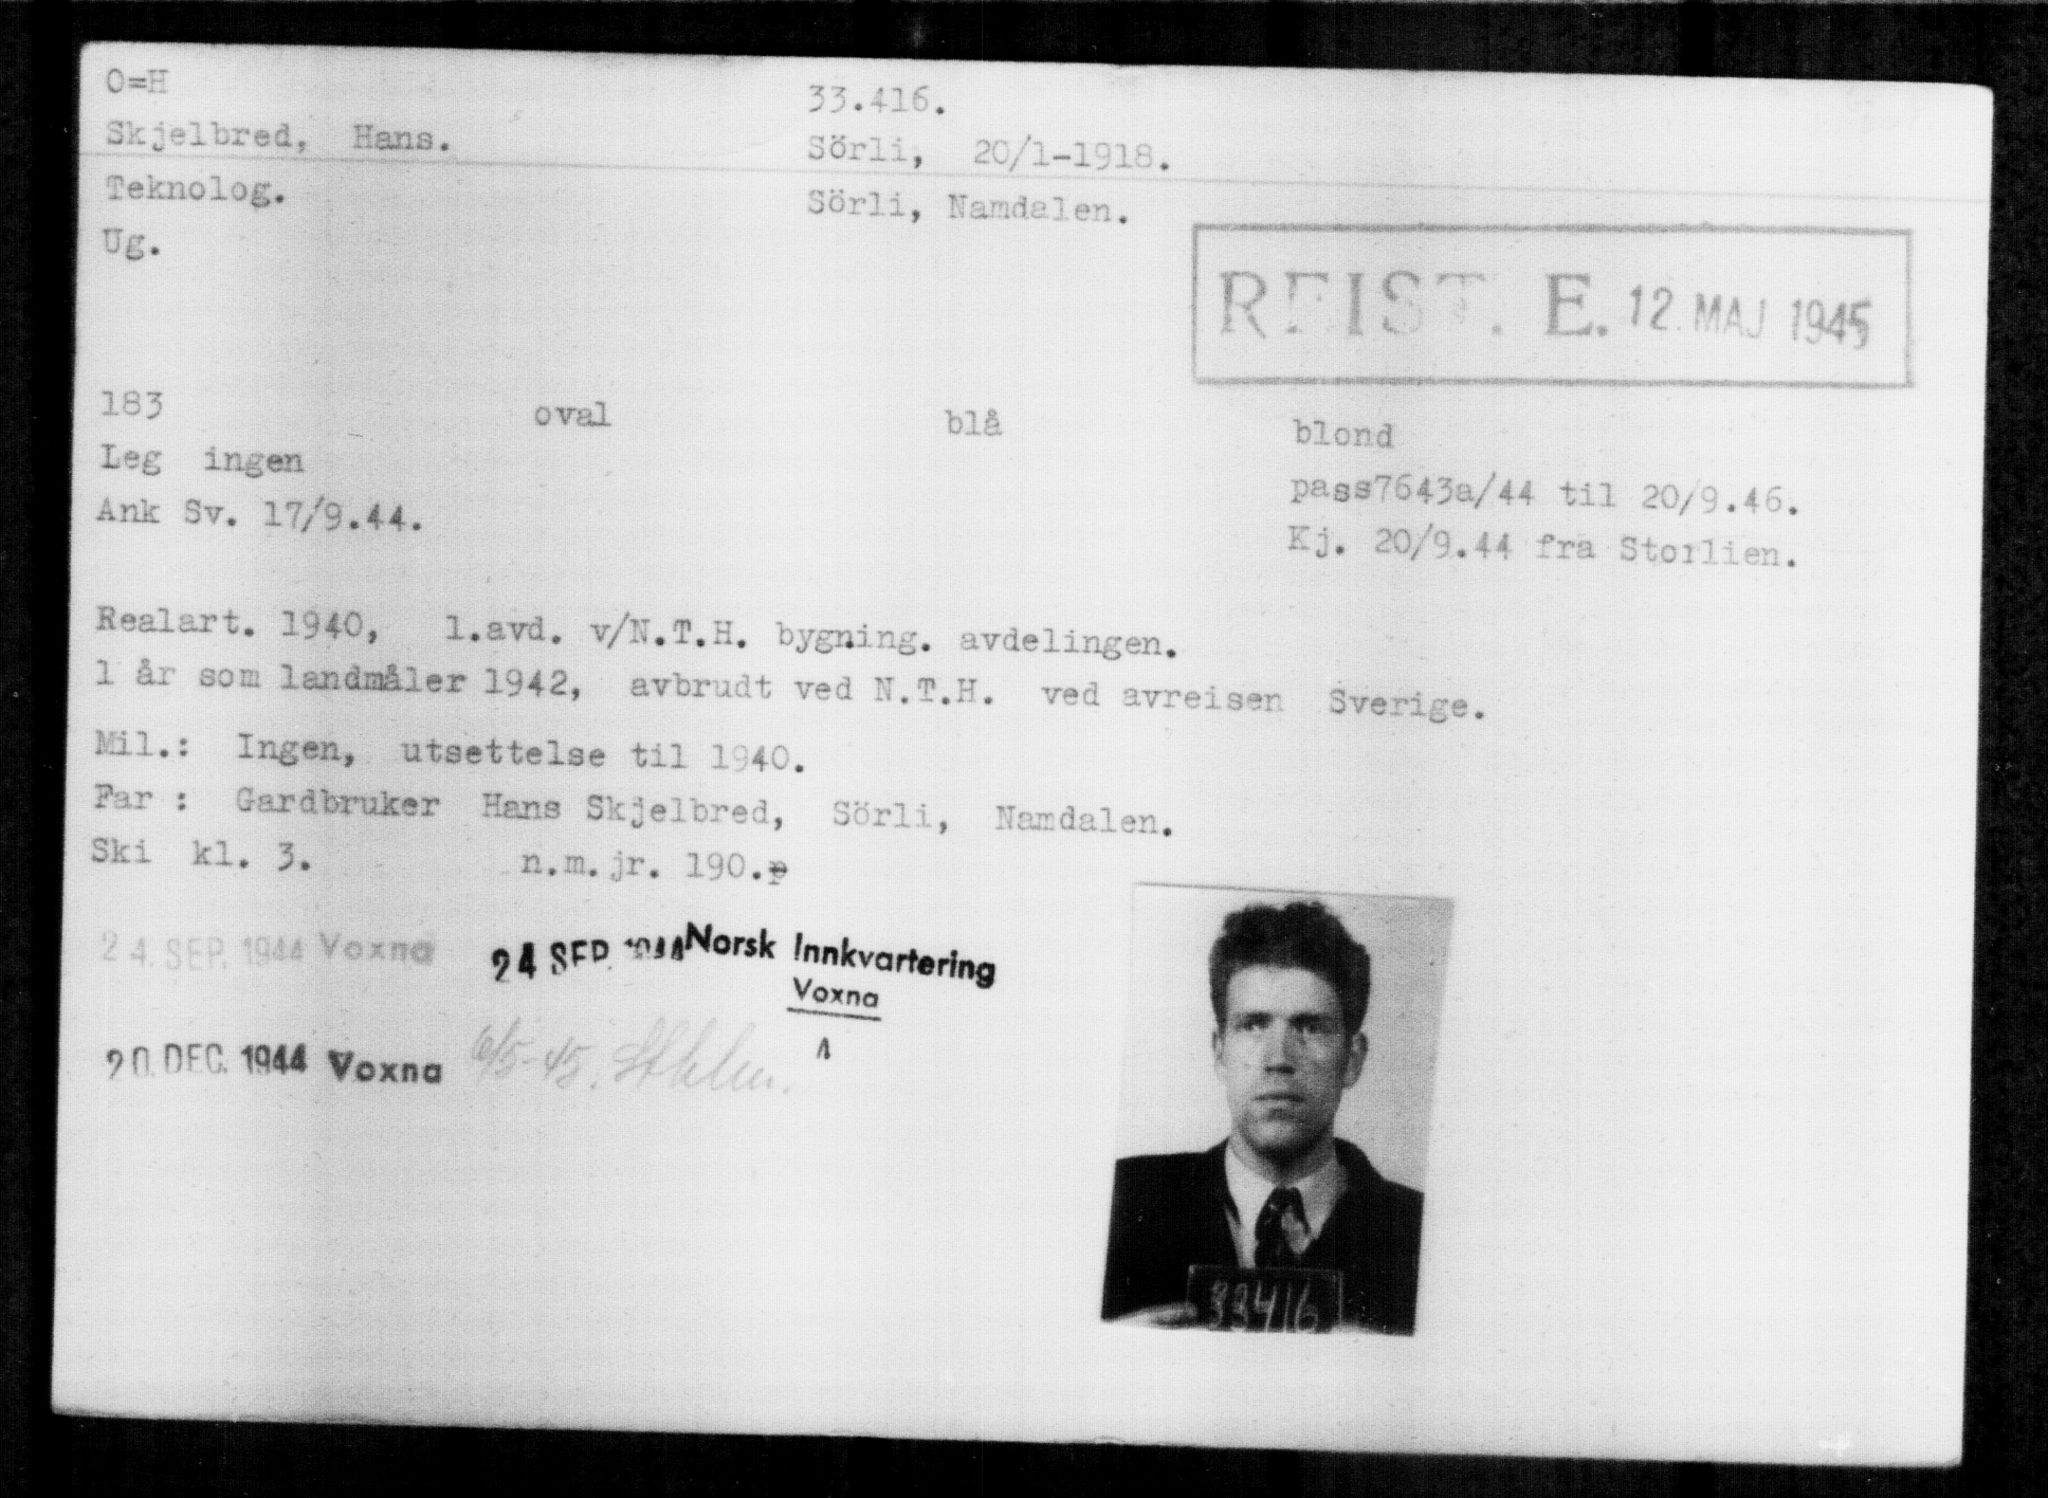 O=H
33.416.
Skjelbred, Hans.
Sörli, 20/1-1918.
Teknolog.
Sörli, Namdalen.
Ug.
REIST. E. 12. MAJ 1945
183 oval blå blond
Leg ingen
pass7643a/44 til 20/9.46.
Ank Sv. 17/9.44.
Kj. 20/9.44 fra Storlien.
Realart. 1940, 1.avd. v/N.T.H. bygning. avdelingen.
1 år som landmåler 1942, avbrudt ved N.T.H. ved avreisen Sverige.
Mil.: Ingen, utsettelse til 1940.
Far : Gardbruker Hans Skjelbred, Sörli, Namdalen.
Ski kl. 3. n.m.jr. 190.
24. SEP. 1944 Voxna
24 SEP. 1944 Norsk Innkvartering
Voxna
20. DEC. 1944 Voxna
6/5-45.
33416